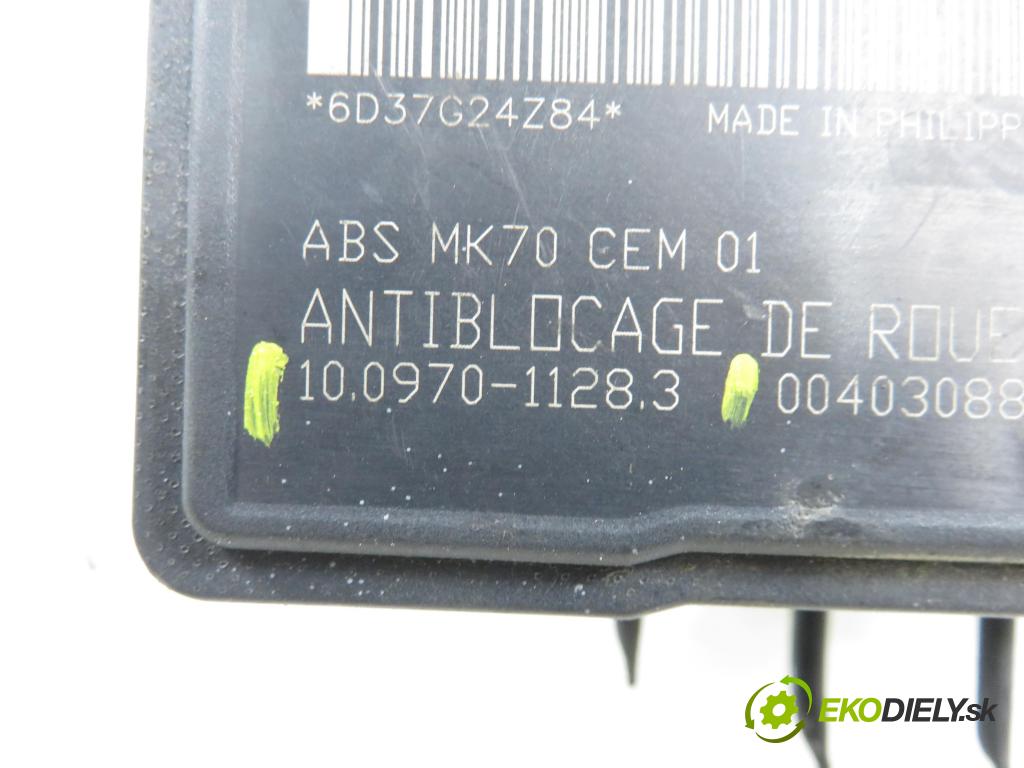 *6D37G24Z84* MADE IN PHILIPP
ABS MK70 CEM 01
ANTIBLOCAGE DE ROUE
10.0970-1128.3 00403088
EKODIELY.sk